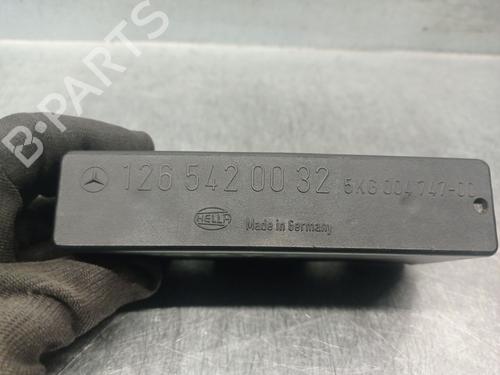 B-PARTS
126 542 00 32 5KG 004 747-00
HELLA Made in Germany